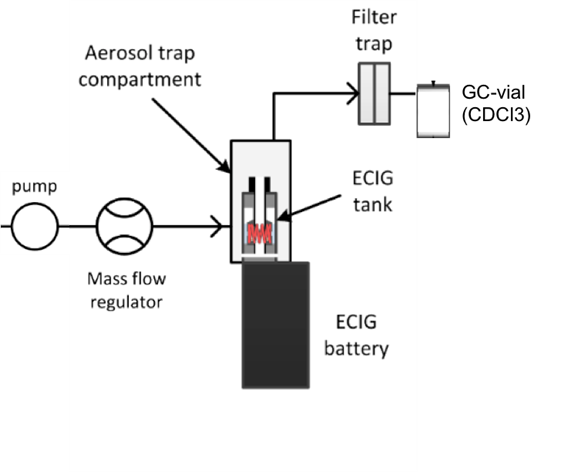 Filter
trap
Aerosol trap
compartment
GC-vial
(CDCl3)
pump
ECIG
tank
Mass flow
regulator
ECIG
battery